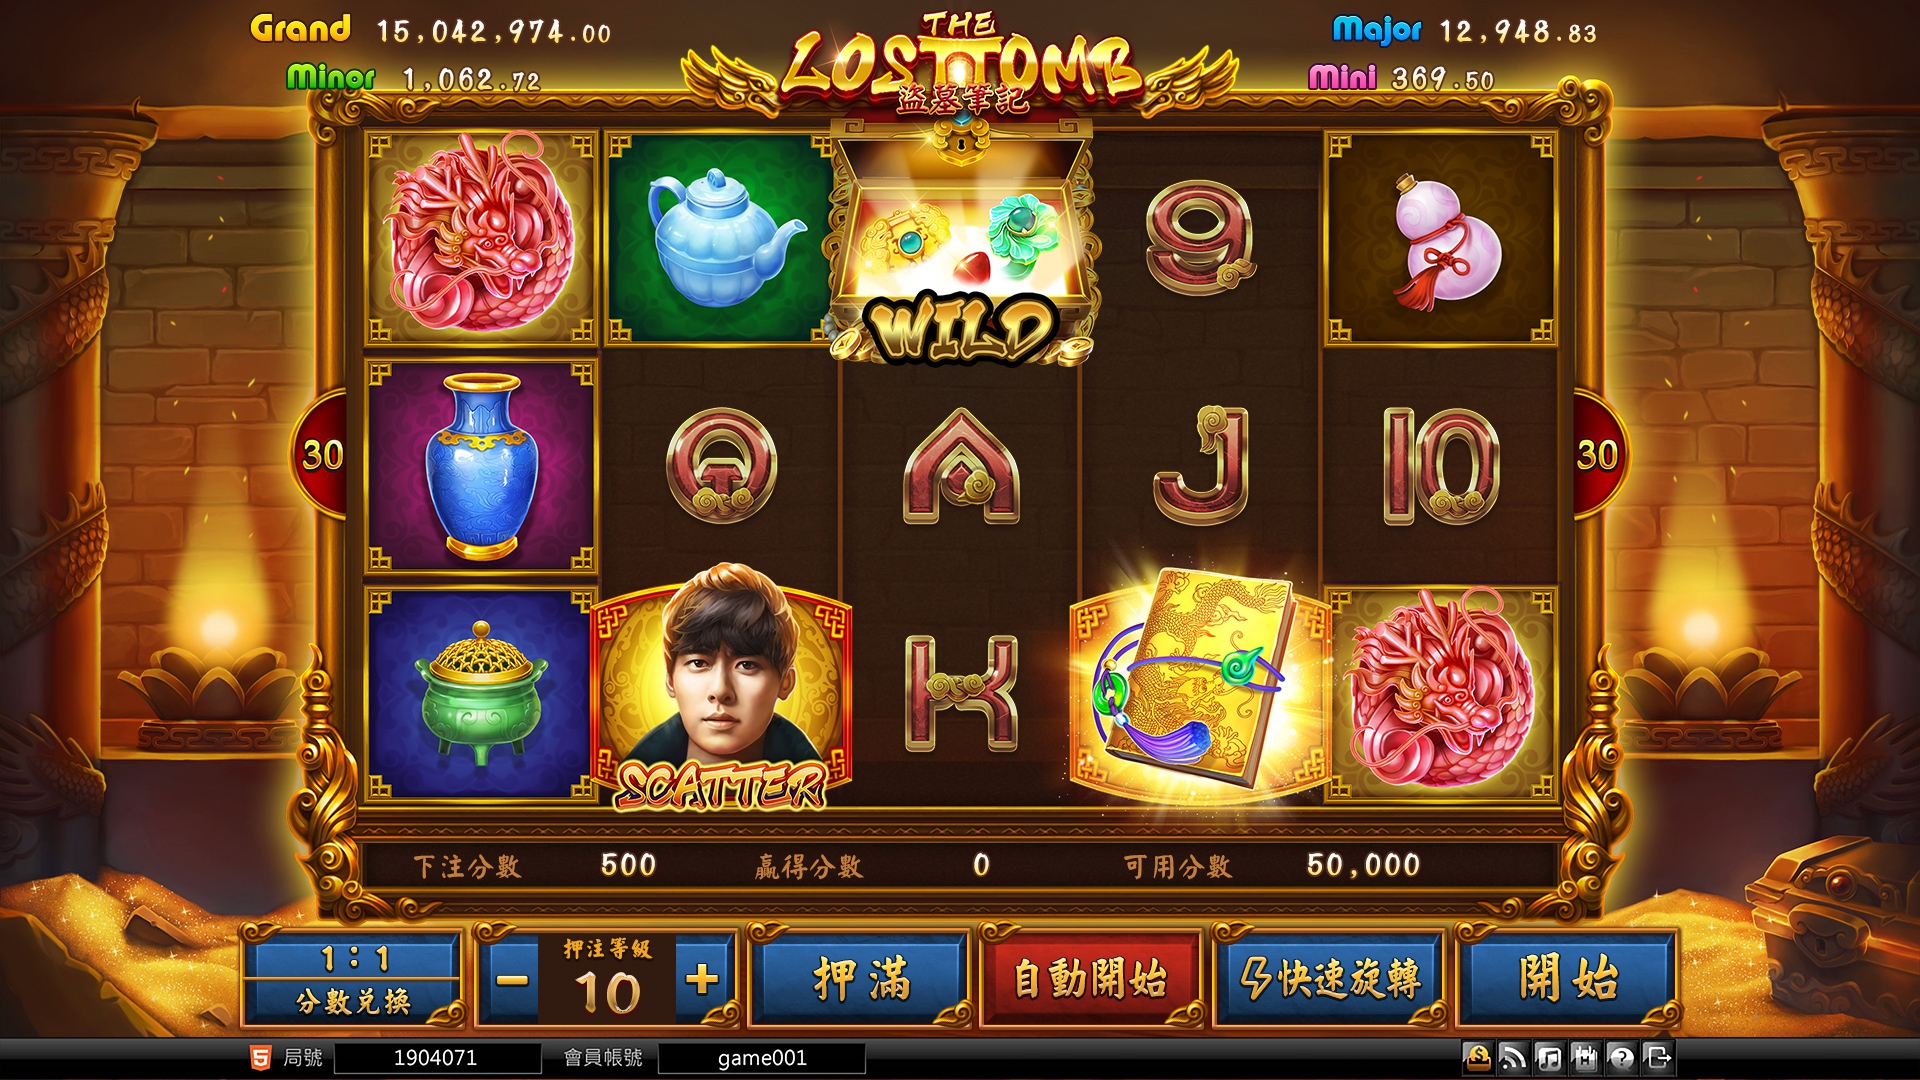 Grand 15,042,974.00
Minor 1,062.72
THE
LOST TOMB
盜墓筆記
Major 12,948.83
Mini 369.50
WILD
9
30
Q
A
J
10
30
SCATTER
K
下注分數 500 贏得分數 0 可用分數 50,000
1:1
分數兌換
−
押注等級
10
+
押滿
自動開始
快速旋轉
開始
5 局號 1904071 會員帳號 game001